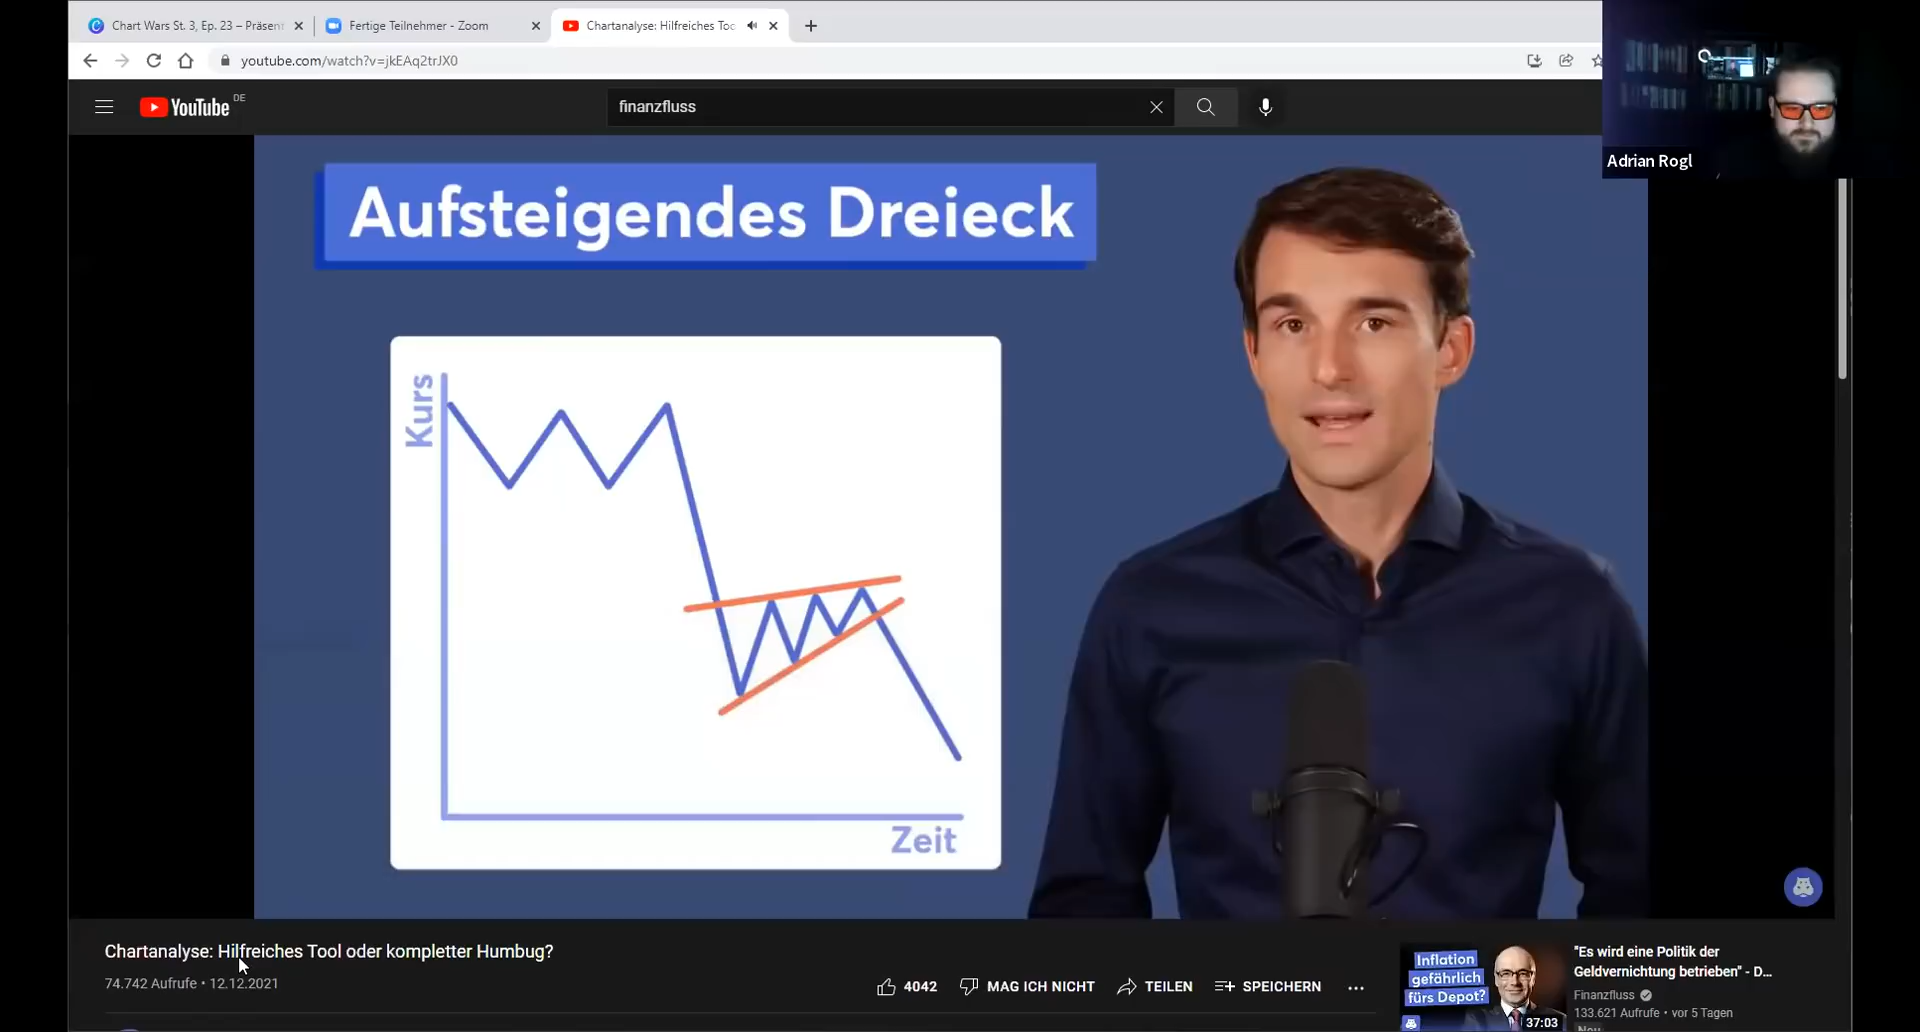 Chart Wars St. 3, Ep. 23 – Präsent
Fertige Teilnehmer - Zoom
Chartanalyse: Hilfreiches Too
youtube.com/watch?v=jkEAq2trJX0
YouTube DE
finanzfluss
Adrian Rogl
Aufsteigendes Dreieck
Kurs
Zeit
Chartanalyse: Hilfreiches Tool oder kompletter Humbug?
74.742 Aufrufe • 12.12.2021
4042
MAG ICH NICHT
TEILEN
SPEICHERN
Inflation
gefährlich
fürs Depot?
37:03
"Es wird eine Politik der
Geldvernichtung betrieben" - D...
Finanzfluss
133.621 Aufrufe • vor 5 Tagen
Neu